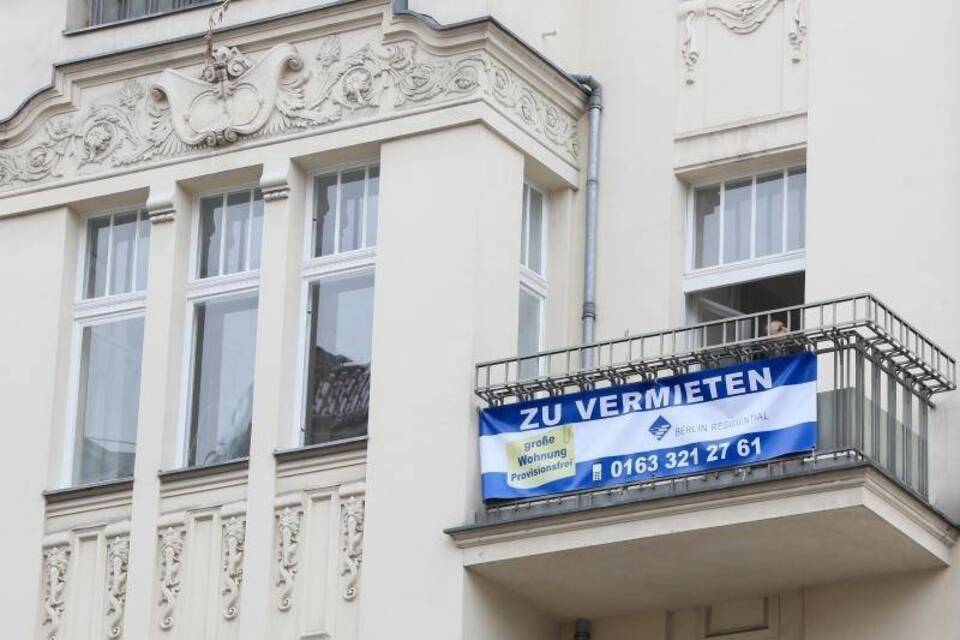 ZU VERMIETEN
BERLIN RESIDENTIAL
große
Wohnung
Provisionsfrei
0163 321 27 61